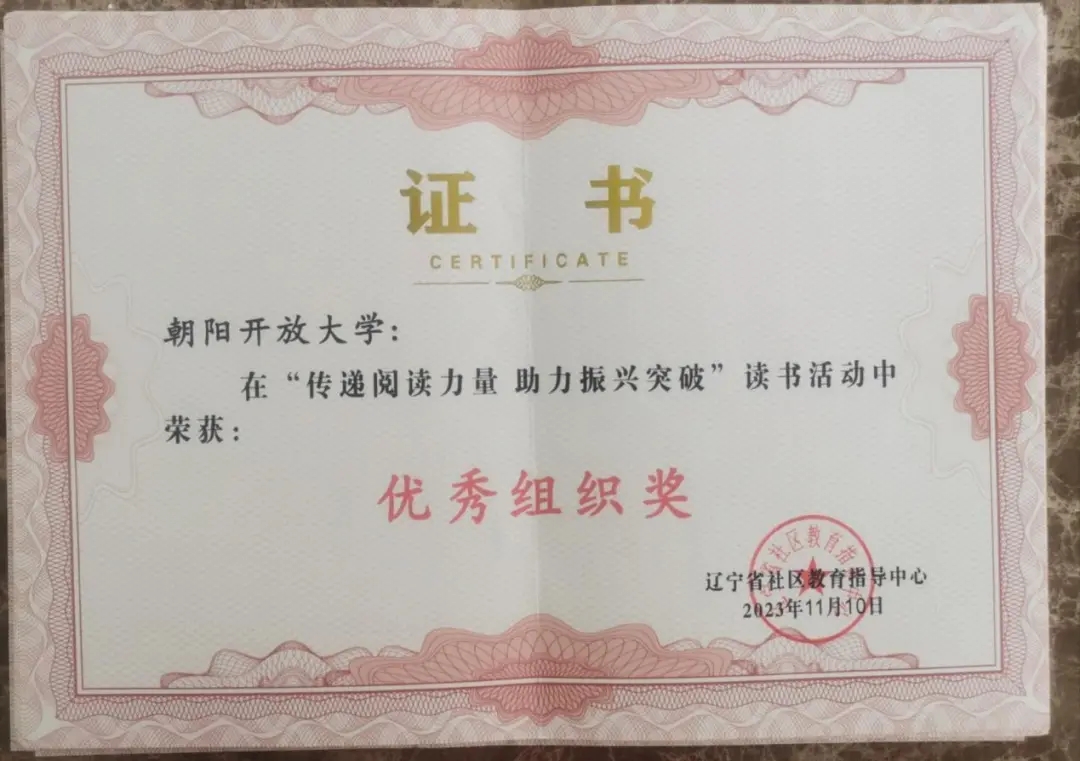 证 书
CERTIFICATE
朝阳开放大学：
在“传递阅读力量 助力振兴突破”读书活动中
荣获：
优秀组织奖
辽宁省社区教育指导中心
2023年11月10日